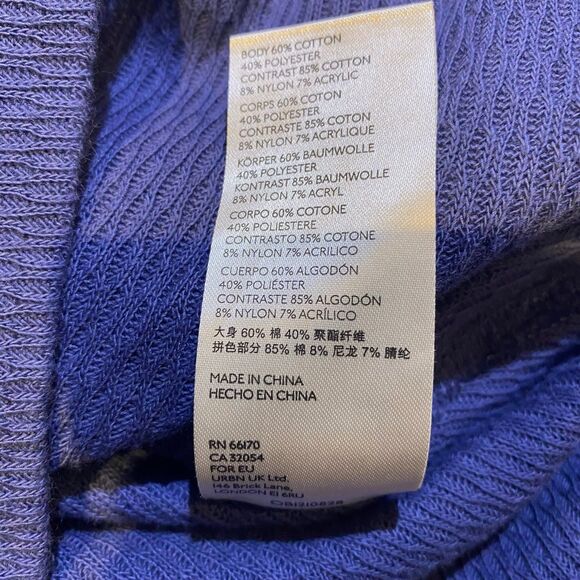 BODY 60% COTTON
40% POLYESTER
CONTRAST 85% COTTON
8% NYLON 7% ACRYLIC
CORPS 60% COTON
40% POLYESTER
CONTRASTE 85% COTON
8% NYLON 7% ACRYLIQUE
KÖRPER 60% BAUMWOLLE
40% POLYESTER
KONTRAST 85% BAUMWOLLE
8% NYLON 7% ACRYL
CORPO 60% COTONE
40% POLIESTERE
CONTRASTO 85% COTONE
8% NYLON 7% ACRILICO
CUERPO 60% ALGODÓN
40% POLIÉSTER
CONTRASTE 85% ALGODÓN
8% NYLON 7% ACRÍLICO
大身 60% 棉 40% 聚酯纤维
拼色部分 85% 棉 8% 尼龙 7% 腈纶
MADE IN CHINA
HECHO EN CHINA
RN 66170
CA 32054
FOR EU
URBN UK Ltd.
146 Brick Lane,
LONDON E1 6RU